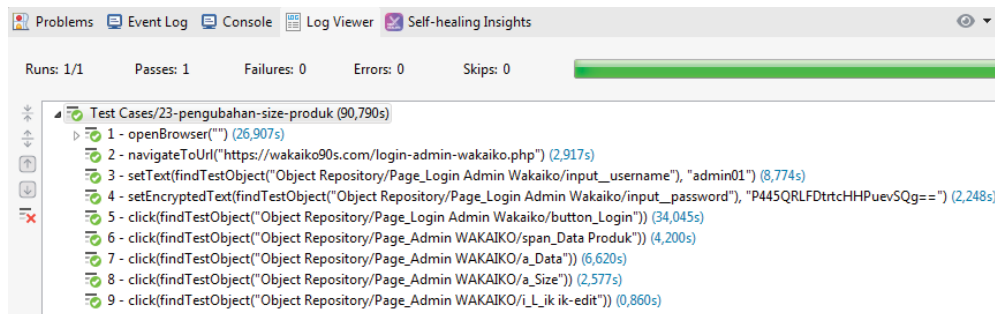 Problems Event Log Console Log Viewer Self-healing Insights
Runs: 1/1 Passes: 1 Failures: 0 Errors: 0 Skips: 0
Test Cases/23-pengubahan-size-produk (90,790s)
1 - openBrowser("") (26,907s)
2 - navigateToUrl("https://wakaiko90s.com/login-admin-wakaiko.php") (2,917s)
3 - setText(findTestObject("Object Repository/Page_Login Admin Wakaiko/input__username"), "admin01") (8,774s)
4 - setEncryptedText(findTestObject("Object Repository/Page_Login Admin Wakaiko/input__password"), "P445QRLFDtrtcHHPuevSQg==") (2,248s)
5 - click(findTestObject("Object Repository/Page_Login Admin Wakaiko/button_Login")) (34,045s)
6 - click(findTestObject("Object Repository/Page_Admin WAKAIKO/span_Data Produk")) (4,200s)
7 - click(findTestObject("Object Repository/Page_Admin WAKAIKO/a_Data")) (6,620s)
8 - click(findTestObject("Object Repository/Page_Admin WAKAIKO/a_Size")) (2,577s)
9 - click(findTestObject("Object Repository/Page_Admin WAKAIKO/i_L_ik ik-edit")) (0,860s)